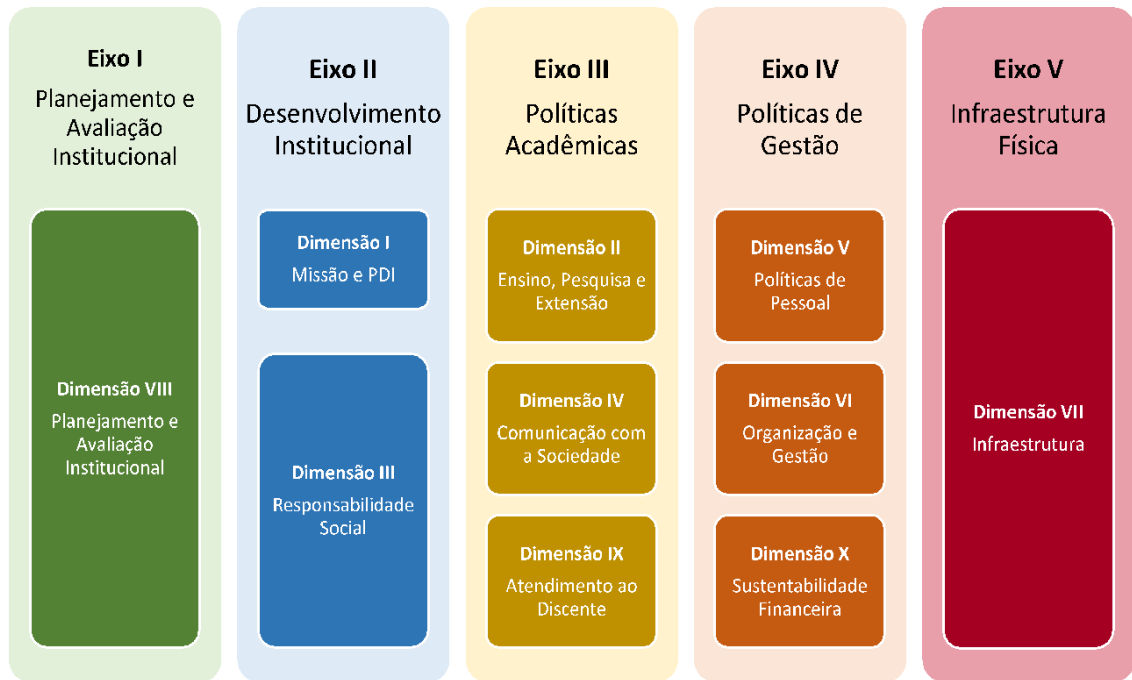 Eixo I
Planejamento e
Avaliação
Institucional
Dimensão VIII
Planejamento e
Avaliação
Institucional
Eixo II
Desenvolvimento
Institucional
Dimensão I
Missão e PDI
Dimensão III
Responsabilidade
Social
Eixo III
Políticas
Acadêmicas
Dimensão II
Ensino, Pesquisa e
Extensão
Dimensão IV
Comunicação com
a Sociedade
Dimensão IX
Atendimento ao
Discente
Eixo IV
Políticas de
Gestão
Dimensão V
Políticas de
Pessoal
Dimensão VI
Organização e
Gestão
Dimensão X
Sustentabilidade
Financeira
Eixo V
Infraestrutura
Física
Dimensão VII
Infraestrutura